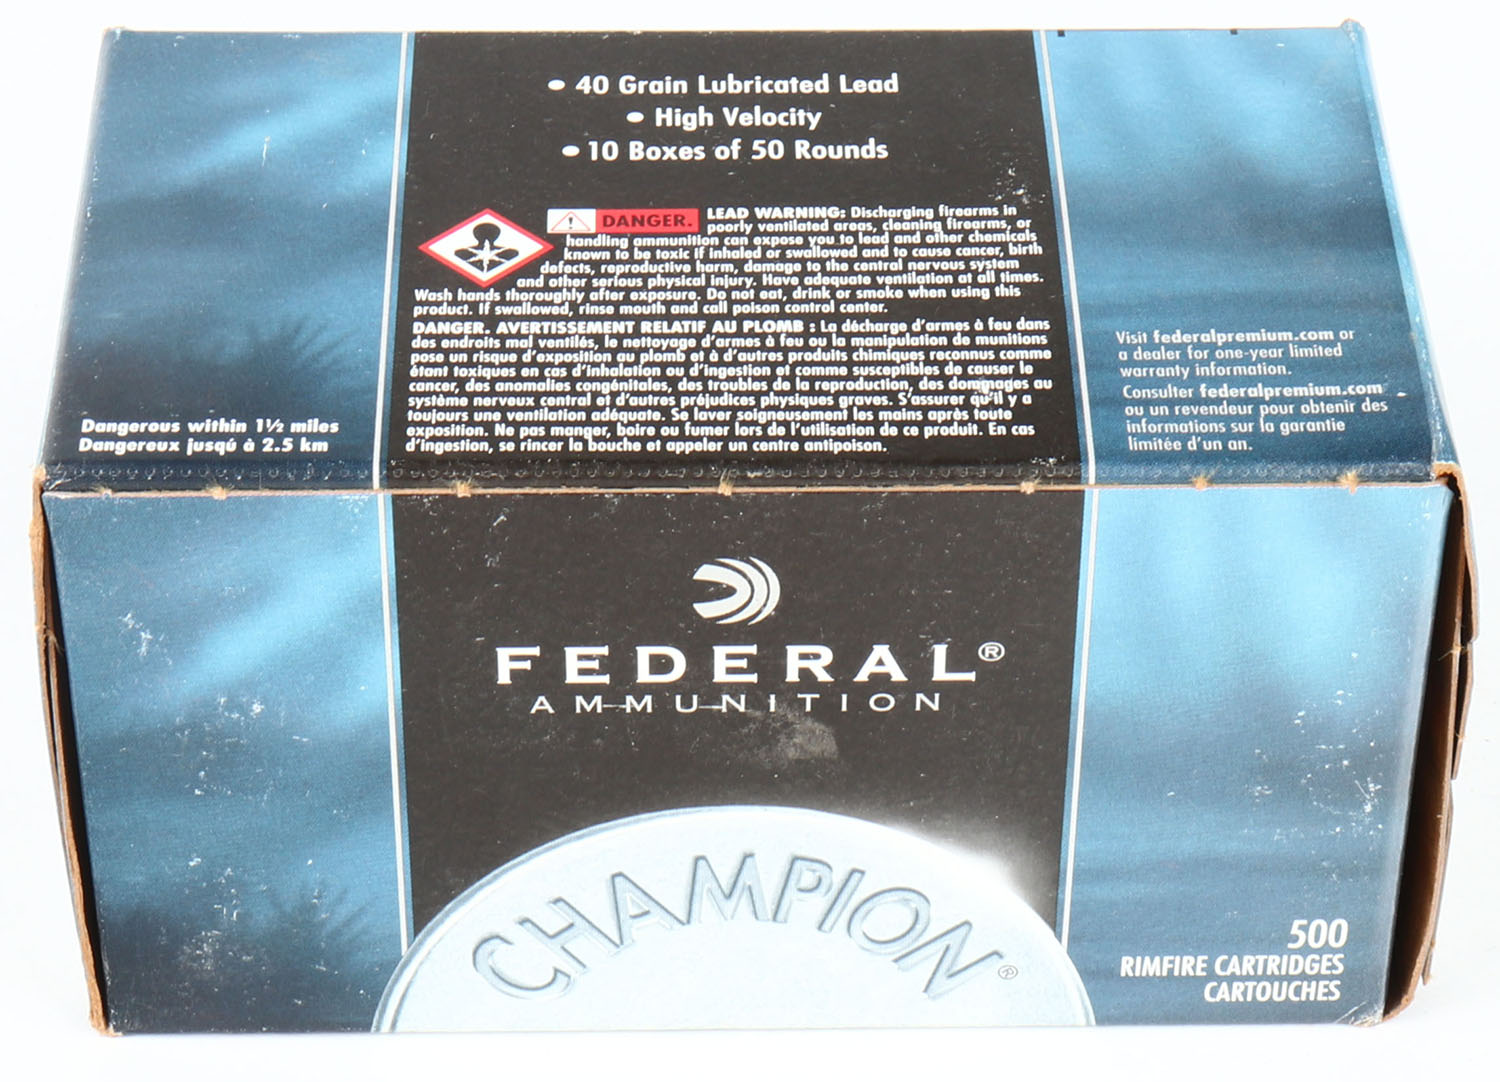 • 40 Grain Lubricated Lead
• High Velocity
• 10 Boxes of 50 Rounds
DANGER. LEAD WARNING: Discharging firearms in
poorly ventilated areas, cleaning firearms, or
handling ammunition can expose you to lead and other chemicals
known to be toxic if inhaled or swallowed and to cause cancer, birth
defects, reproductive harm, damage to the central nervous system
and other serious physical injury. Have adequate ventilation at all times.
Wash hands thoroughly after exposure. Do not eat, drink or smoke when using this
product. If swallowed, rinse mouth and call poison control center.
DANGER. AVERTISSEMENT RELATIF AU PLOMB : La décharge d'armes à feu dans
des endroits mal ventilés, le nettoyage d'armes à feu ou la manipulation de munitions
pose un risque d'exposition au plomb et à d'autres produits chimiques reconnus comme
étant toxiques en cas d'inhalation ou d'ingestion et comme susceptibles de causer le
cancer, des anomalies congénitales, des troubles de la reproduction, des dommages au
système nerveux central et d'autres préjudices physiques graves. S'assurer qu'il y a
toujours une ventilation adéquate. Se laver soigneusement les mains après toute
exposition. Ne pas manger, boire ou fumer lors de l'utilisation de ce produit. En cas
d'ingestion, se rincer la bouche et appeler un centre antipoison.
Dangerous within 1½ miles
Dangereux jusqú à 2.5 km
Visit federalpremium.com or
a dealer for one-year limited
warranty information.
Consulter federalpremium.com
ou un revendeur pour obtenir des
informations sur la garantie
limitée d'un an.
FEDERAL®
AMMUNITION
CHAMPION®
500
RIMFIRE CARTRIDGES
CARTOUCHES